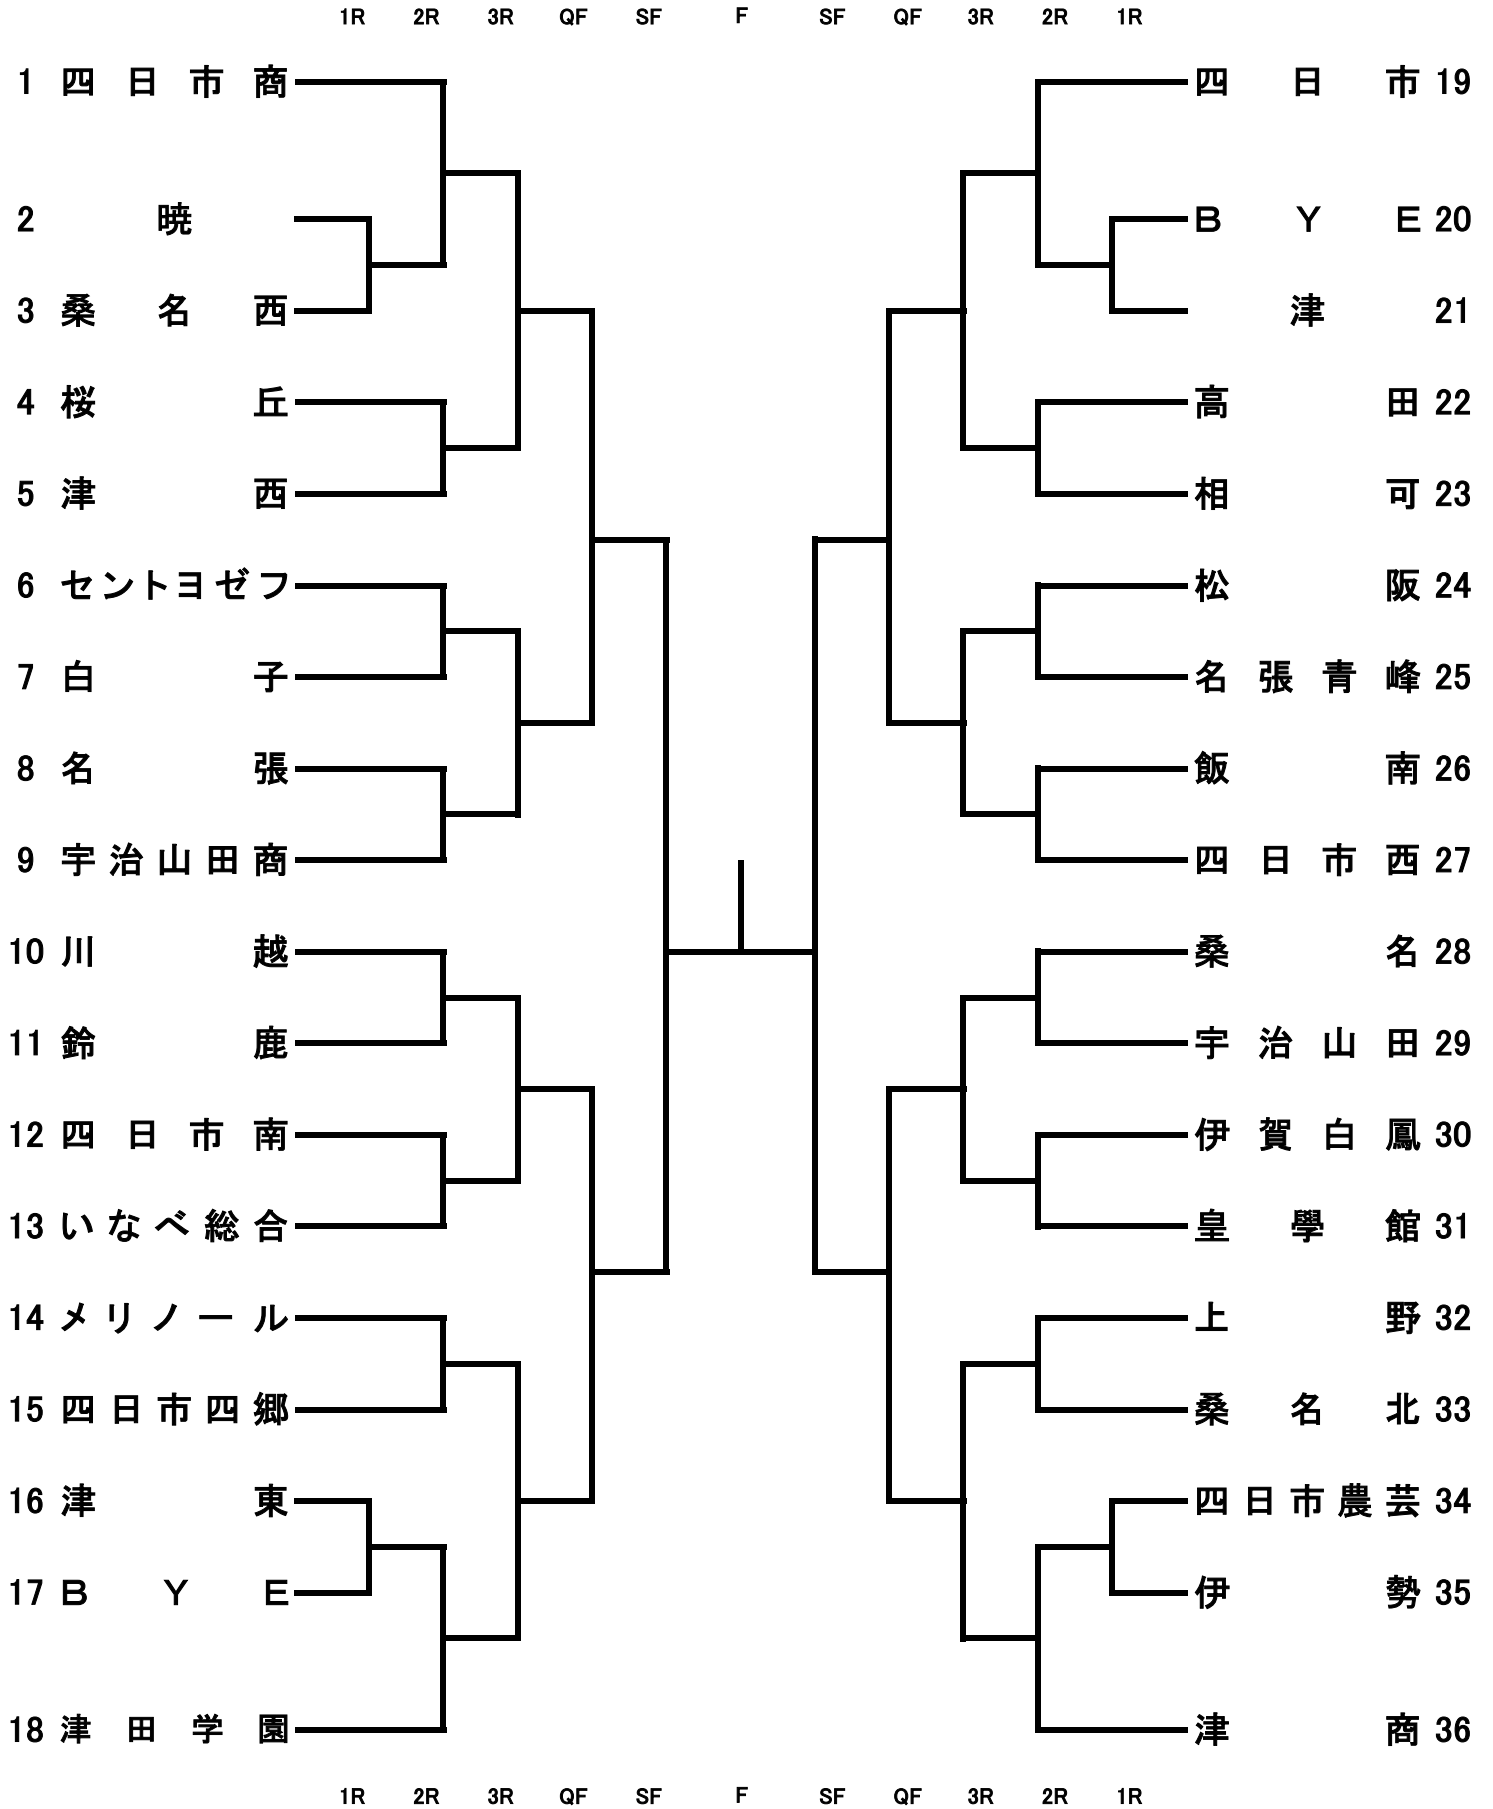 1R 2R 3R QF SF F SF QF 3R 2R 1R
1 四日市商
2 暁
3 桑名西
4 桜丘
5 津西
6 セントヨゼフ
7 白子
8 名張
9 宇治山田商
10 川越
11 鈴鹿
12 四日市南
13 いなべ総合
14 メリノール
15 四日市四郷
16 津東
17 BYE
18 津田学園
四日市 19
BYE 20
津 21
高田 22
相可 23
松阪 24
名張青峰 25
飯南 26
四日市西 27
桑名 28
宇治山田 29
伊賀白鳳 30
皇學館 31
上野 32
桑名北 33
四日市農芸 34
伊勢 35
津商 36
1R 2R 3R QF SF F SF QF 3R 2R 1R